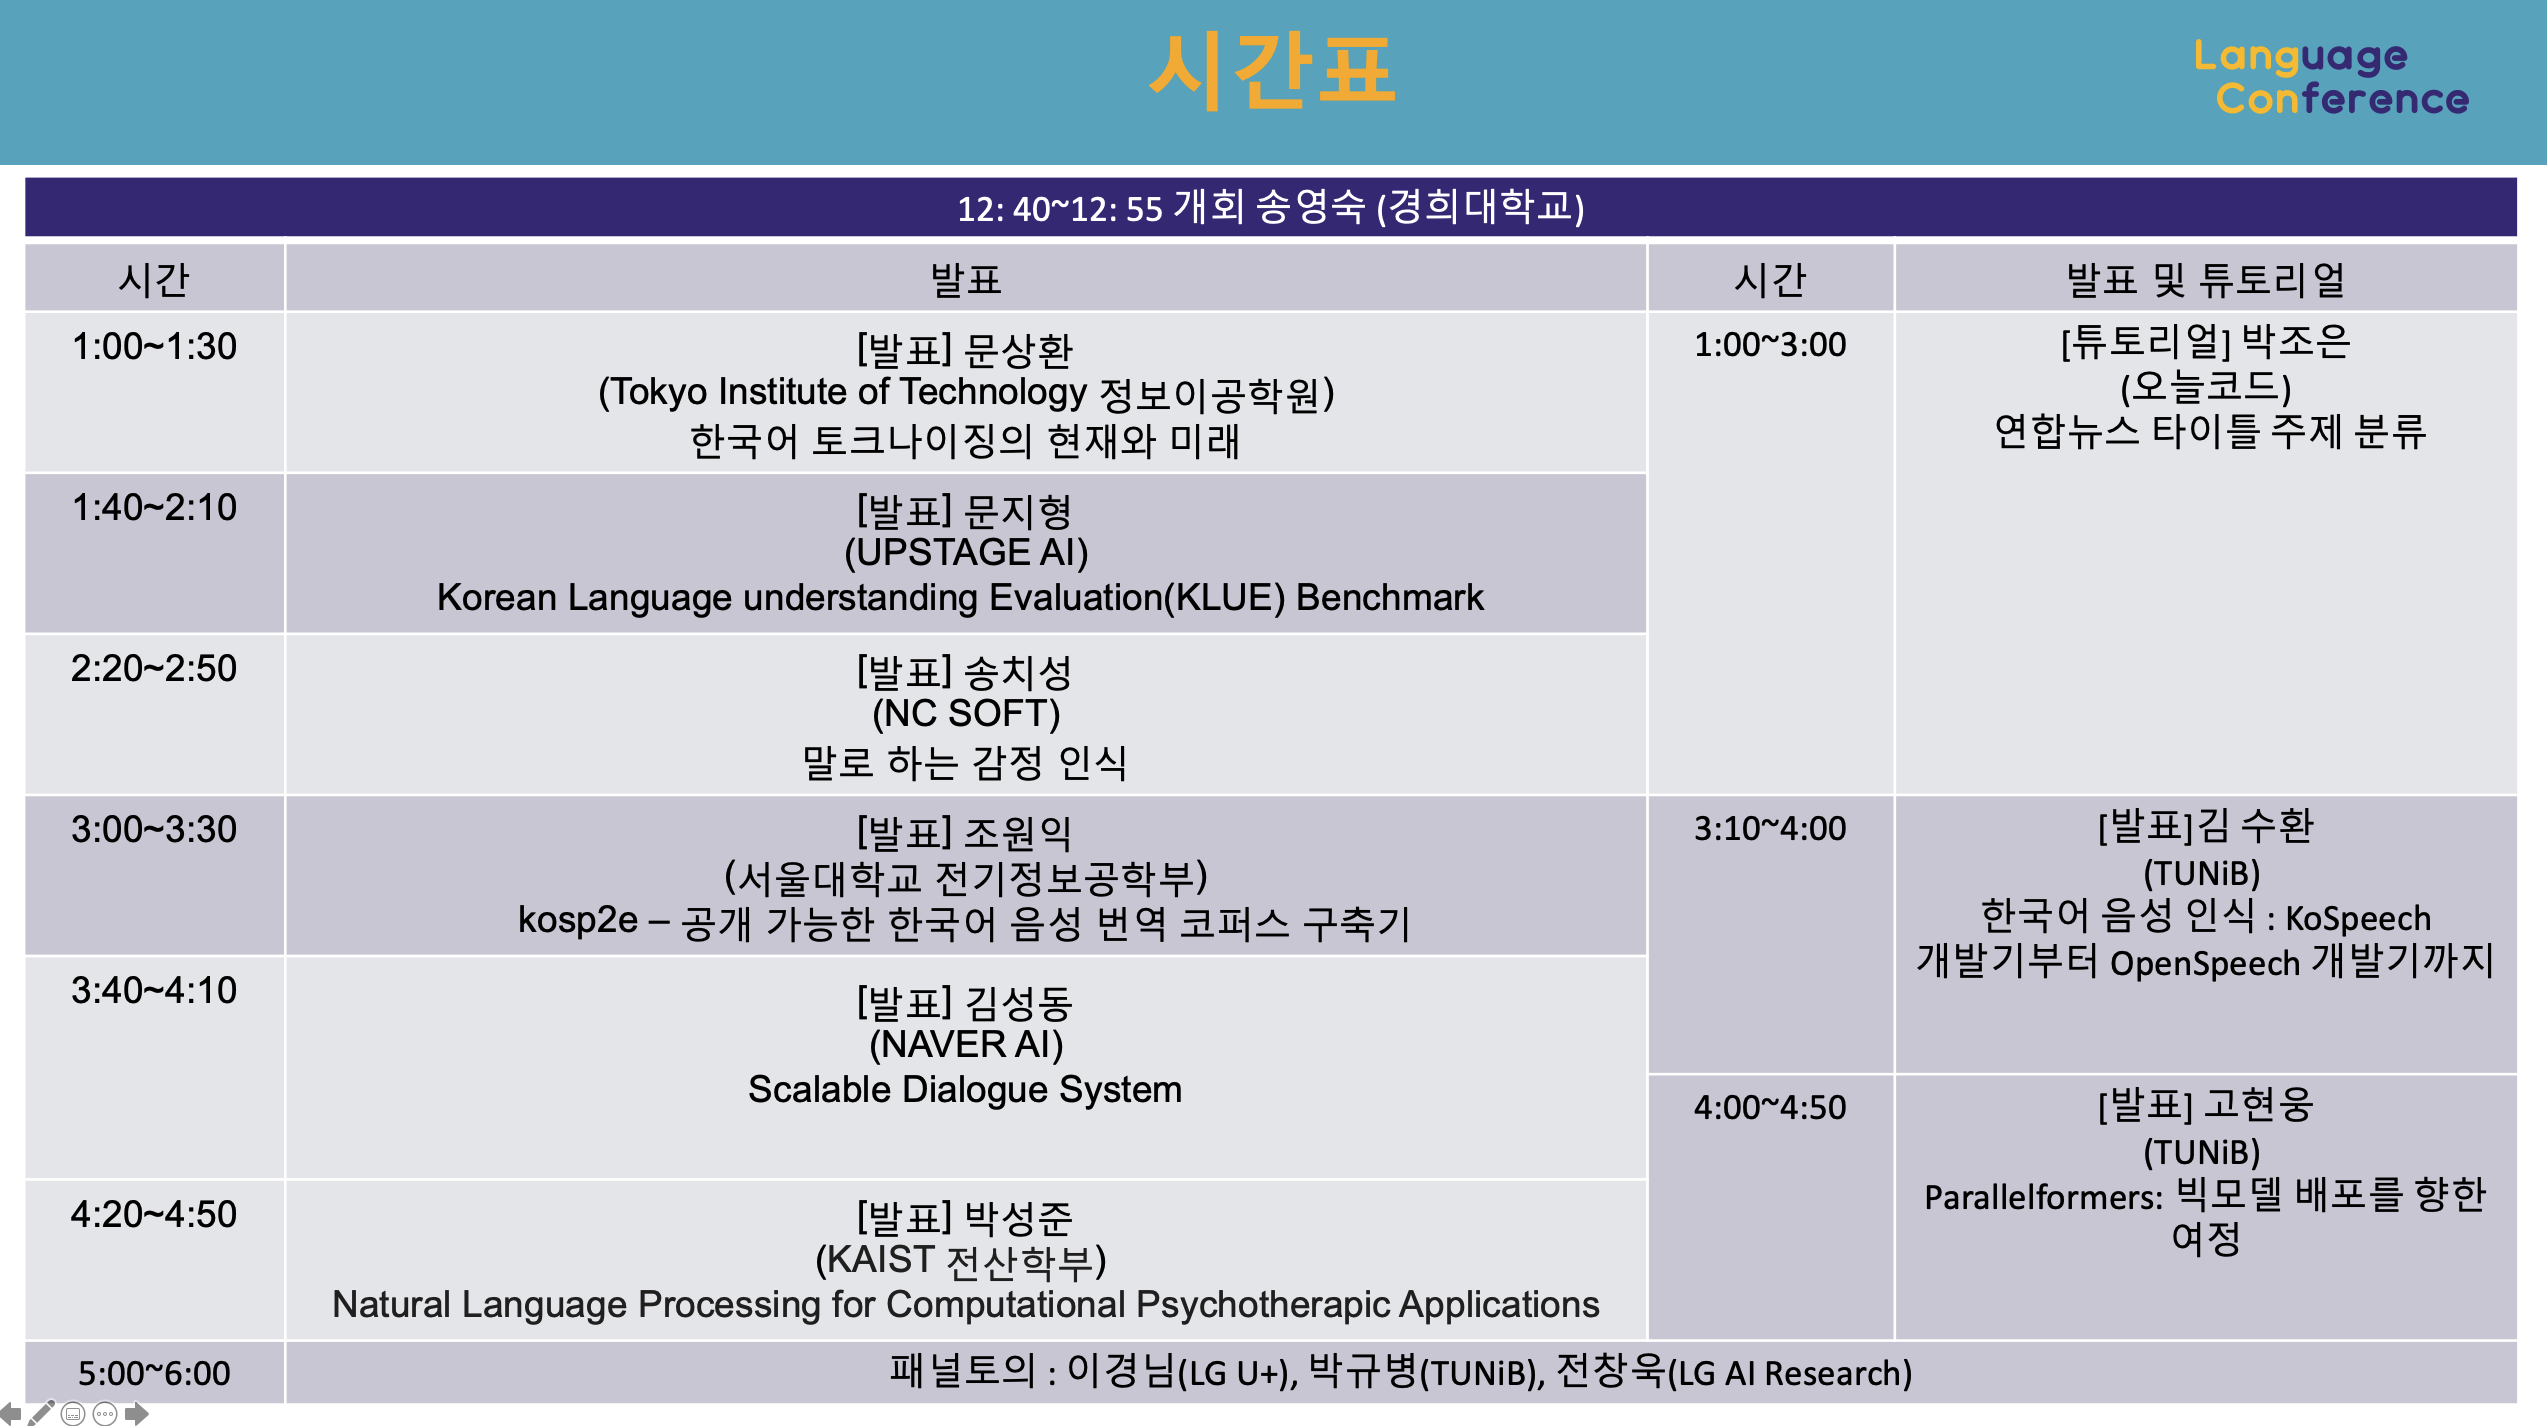 시간표
Language
Conference
12: 40~12: 55 개회 송영숙 (경희대학교)
시간
발표
시간
발표 및 튜토리얼
1:00~1:30
[발표] 문상환
(Tokyo Institute of Technology 정보이공학원)
한국어 토크나이징의 현재와 미래
1:00~3:00
[튜토리얼] 박조은
(오늘코드)
연합뉴스 타이틀 주제 분류
1:40~2:10
[발표] 문지형
(UPSTAGE AI)
Korean Language understanding Evaluation(KLUE) Benchmark
2:20~2:50
[발표] 송치성
(NC SOFT)
말로 하는 감정 인식
3:00~3:30
[발표] 조원익
(서울대학교 전기정보공학부)
kosp2e – 공개 가능한 한국어 음성 번역 코퍼스 구축기
3:10~4:00
[발표]김 수환
(TUNiB)
한국어 음성 인식 : KoSpeech
개발기부터 OpenSpeech 개발기까지
3:40~4:10
[발표] 김성동
(NAVER AI)
Scalable Dialogue System
4:00~4:50
[발표] 고현웅
(TUNiB)
Parallelformers: 빅모델 배포를 향한
여정
4:20~4:50
[발표] 박성준
(KAIST 전산학부)
Natural Language Processing for Computational Psychotherapic Applications
5:00~6:00
패널토의 : 이경님(LG U+), 박규병(TUNiB), 전창욱(LG AI Research)